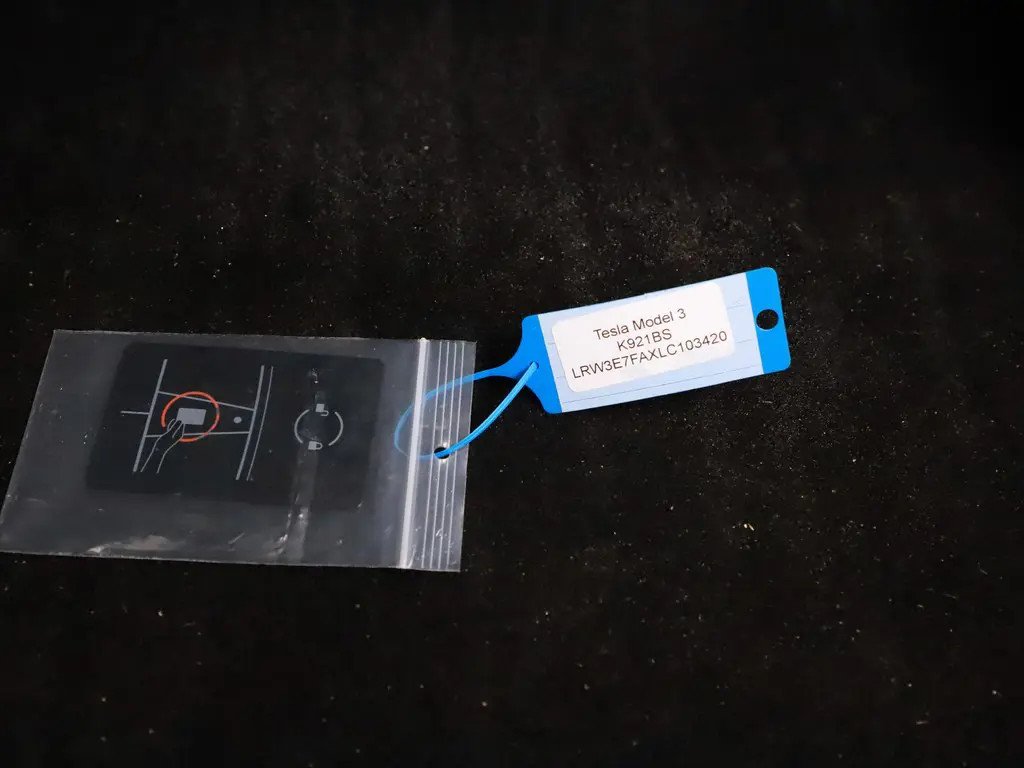 Tesla Model 3
K921BS
LRW3E7FAXLC103420